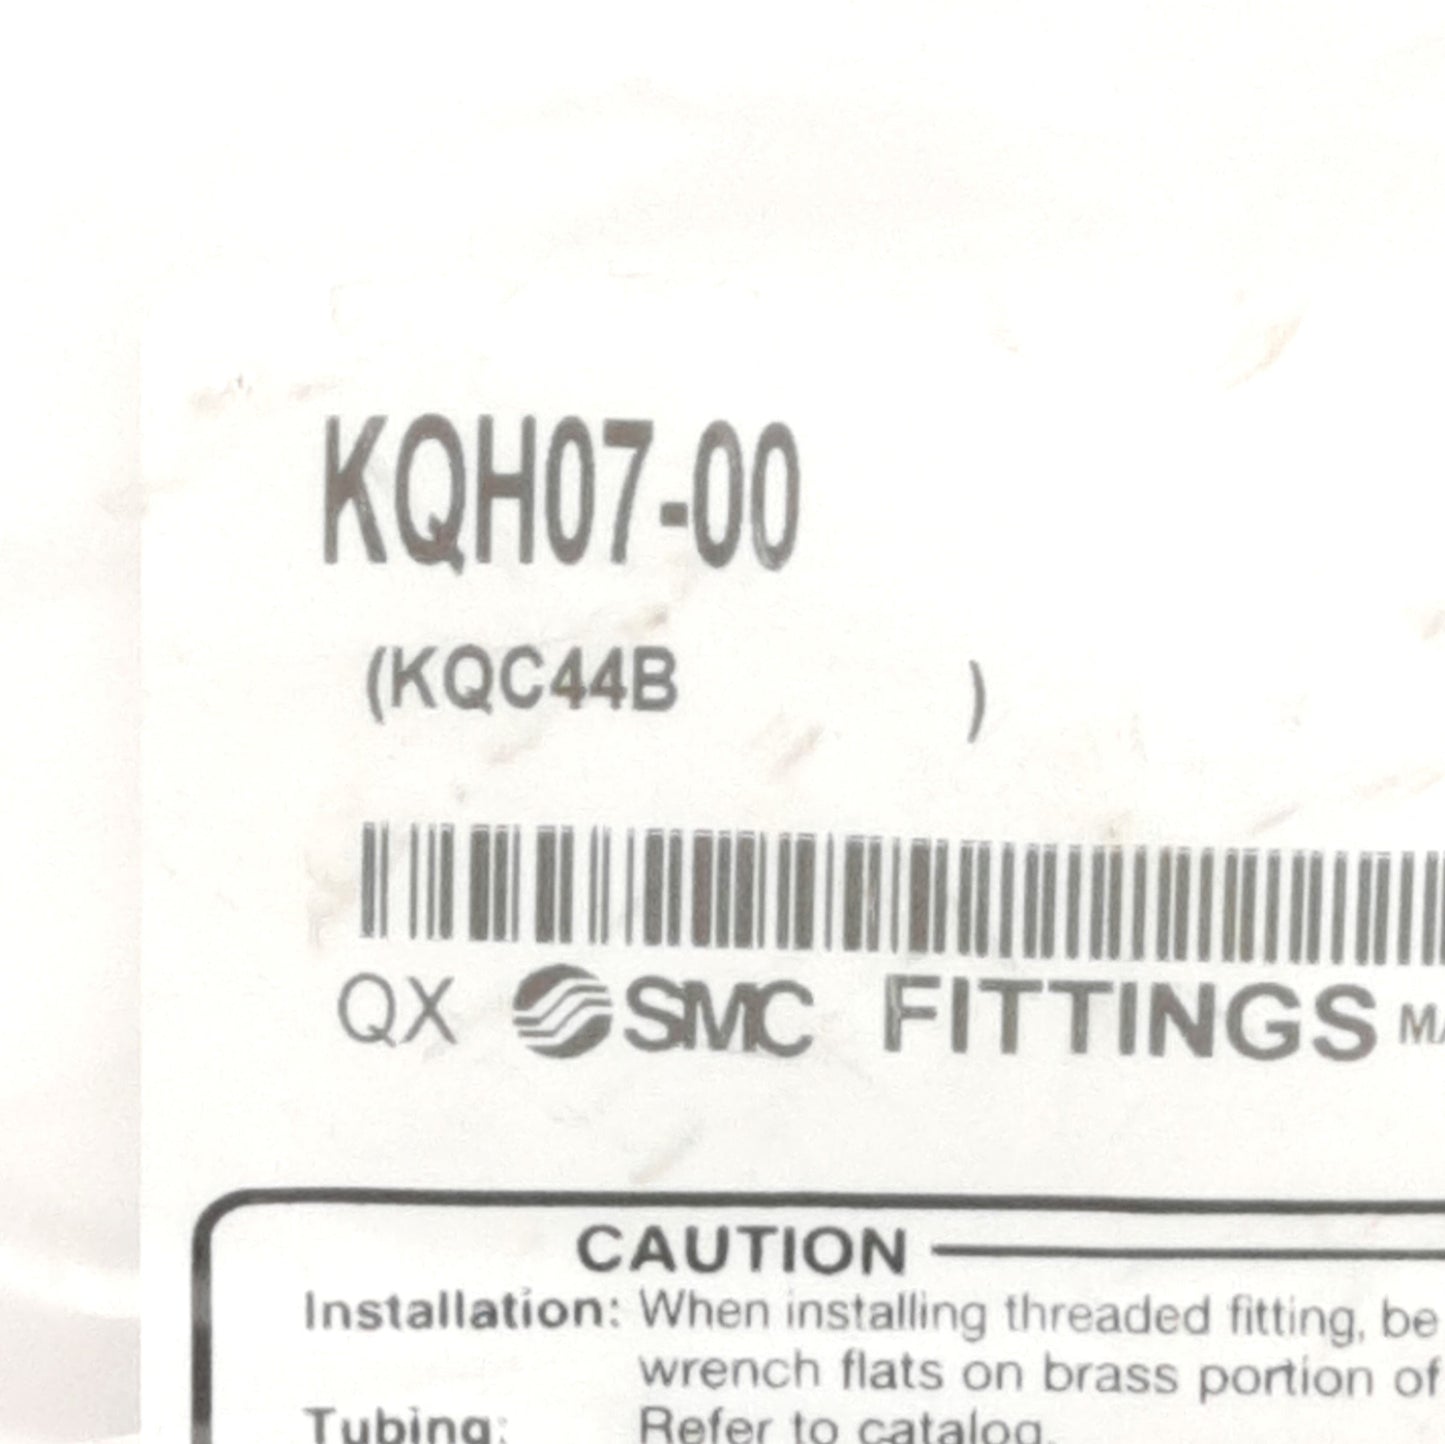 KQH07-00
(KQC44B )
QX SMC FITTINGS
CAUTION
Installation: When installing threaded fitting, be
wrench flats on brass portion of
Tubing: Refer to catalog.